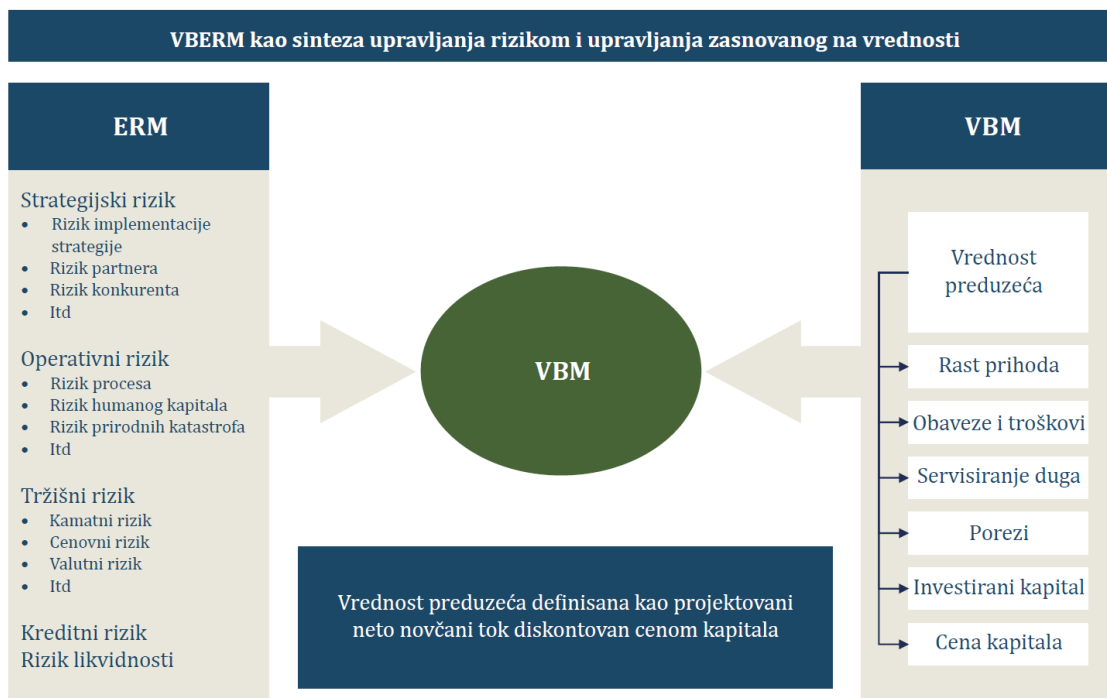 VBERM kao sinteza upravljanja rizikom i upravljanja zasnovanog na vrednosti
ERM
Strategijski rizik
• Rizik implementacije
strategije
• Rizik partnera
• Rizik konkurenta
• Itd
Operativni rizik
• Rizik procesa
• Rizik humanog kapitala
• Rizik prirodnih katastrofa
• Itd
Tržišni rizik
• Kamatni rizik
• Cenovni rizik
• Valutni rizik
• Itd
Kreditni rizik
Rizik likvidnosti
VBM
Vrednost preduzeća definisana kao projektovani
neto novčani tok diskontovan cenom kapitala
VBM
Vrednost
preduzeća
Rast prihoda
Obaveze i troškovi
Servisiranje duga
Porezi
Investirani kapital
Cena kapitala